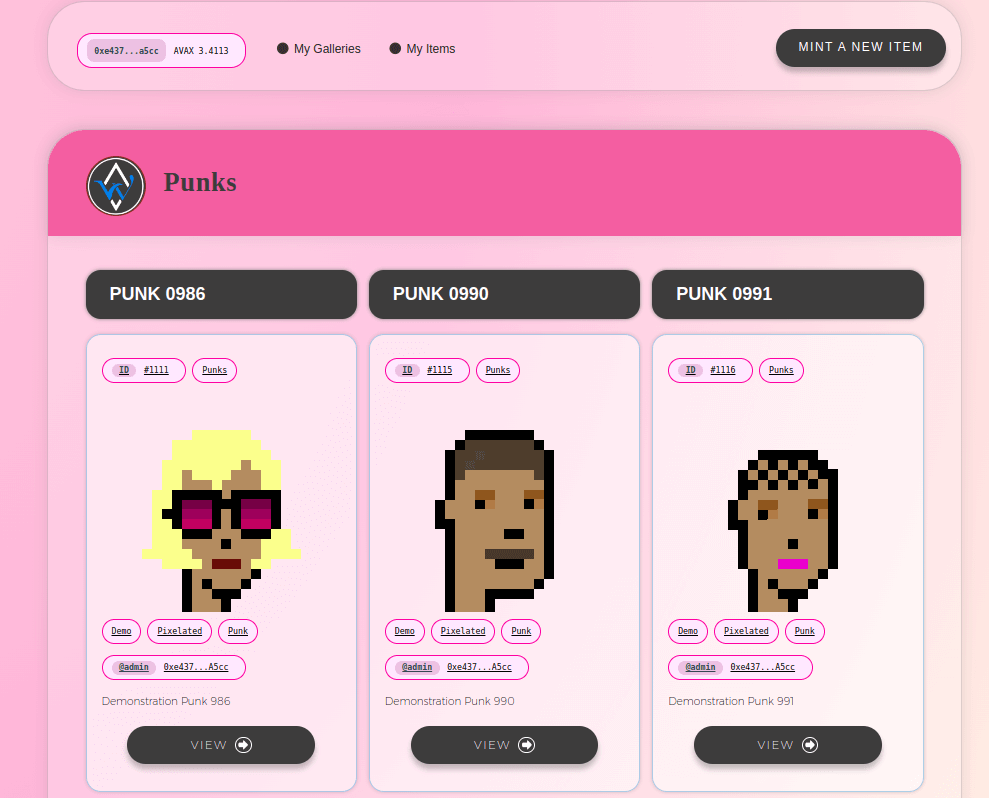 0xe437...a5cc AVAX 3.4113 My Galleries My Items MINT A NEW ITEM
Punks
PUNK 0986 PUNK 0990 PUNK 0991
ID #1111 Punks ID #1115 Punks ID #1116 Punks
Demo Pixelated Punk Demo Pixelated Punk Demo Pixelated Punk
@admin 0xe437...A5cc @admin 0xe437...A5cc @admin 0xe437...A5cc
Demonstration Punk 986 Demonstration Punk 990 Demonstration Punk 991
VIEW VIEW VIEW